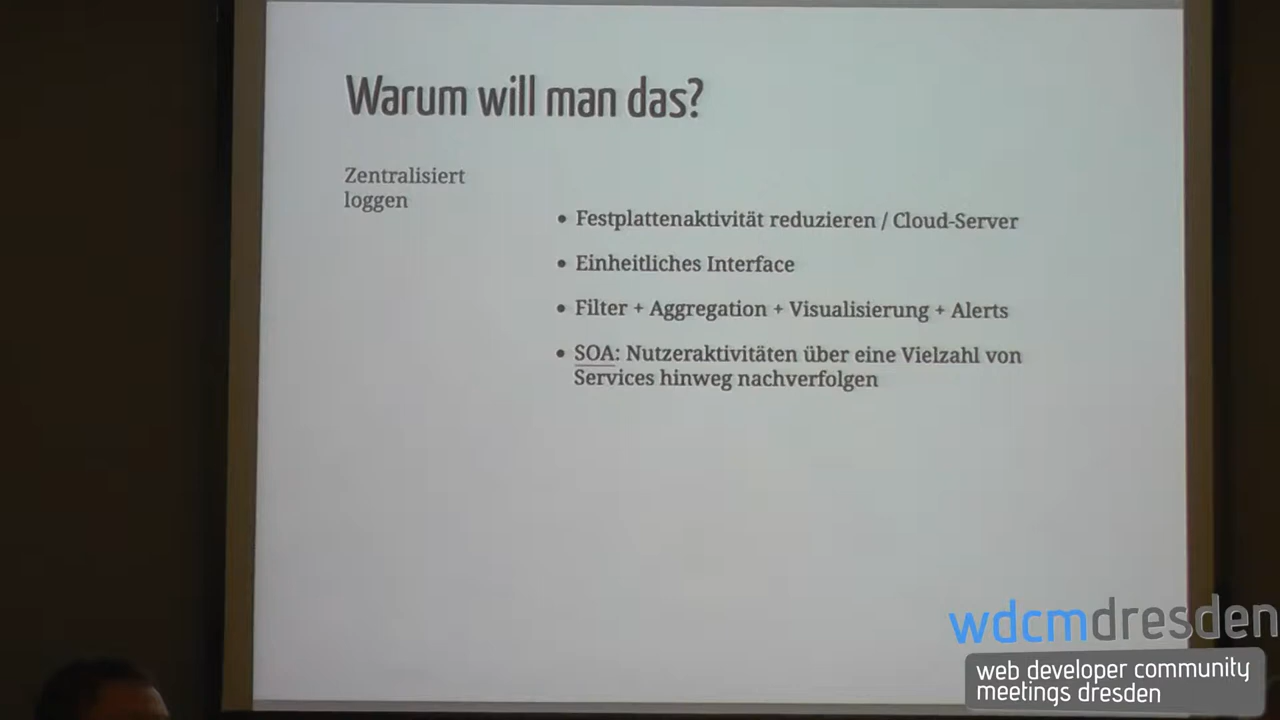 Warum will man das?
Zentralisiert
loggen
• Festplattenaktivität reduzieren / Cloud-Server
• Einheitliches Interface
• Filter + Aggregation + Visualisierung + Alerts
• SOA: Nutzeraktivitäten über eine Vielzahl von
Services hinweg nachverfolgen
wdcmdresden
web developer community
meetings dresden